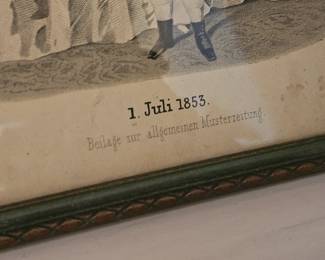 1. Juli 1853.
Beilage zur allgemeinen Musterzeitung.